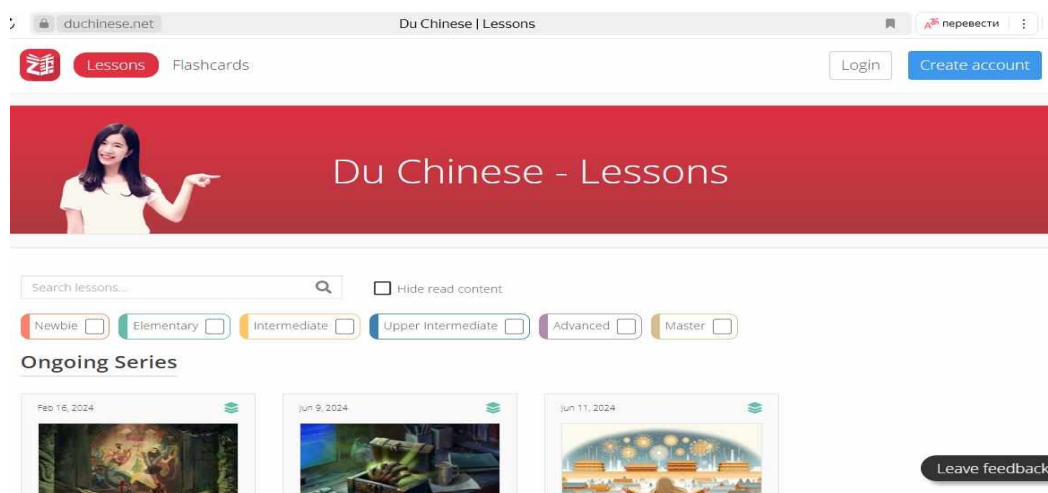 duchinese.net Du Chinese | Lessons перевести
Lessons Flashcards Login Create account
Du Chinese - Lessons
Search lessons... Hide read content
Newbie Elementary Intermediate Upper Intermediate Advanced Master
Ongoing Series
Feb 16, 2024 Jun 9, 2024 Jun 11, 2024
Leave feedback